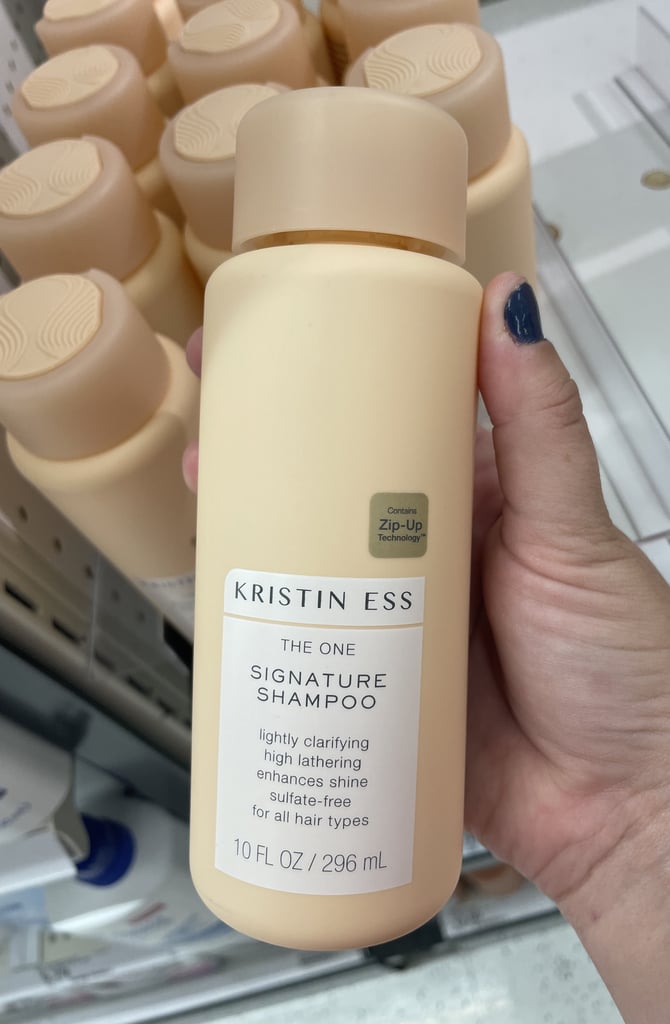 Contains
Zip-Up
Technology™
KRISTIN ESS
THE ONE
SIGNATURE
SHAMPOO
lightly clarifying
high lathering
enhances shine
sulfate-free
for all hair types
10 FL OZ / 296 mL